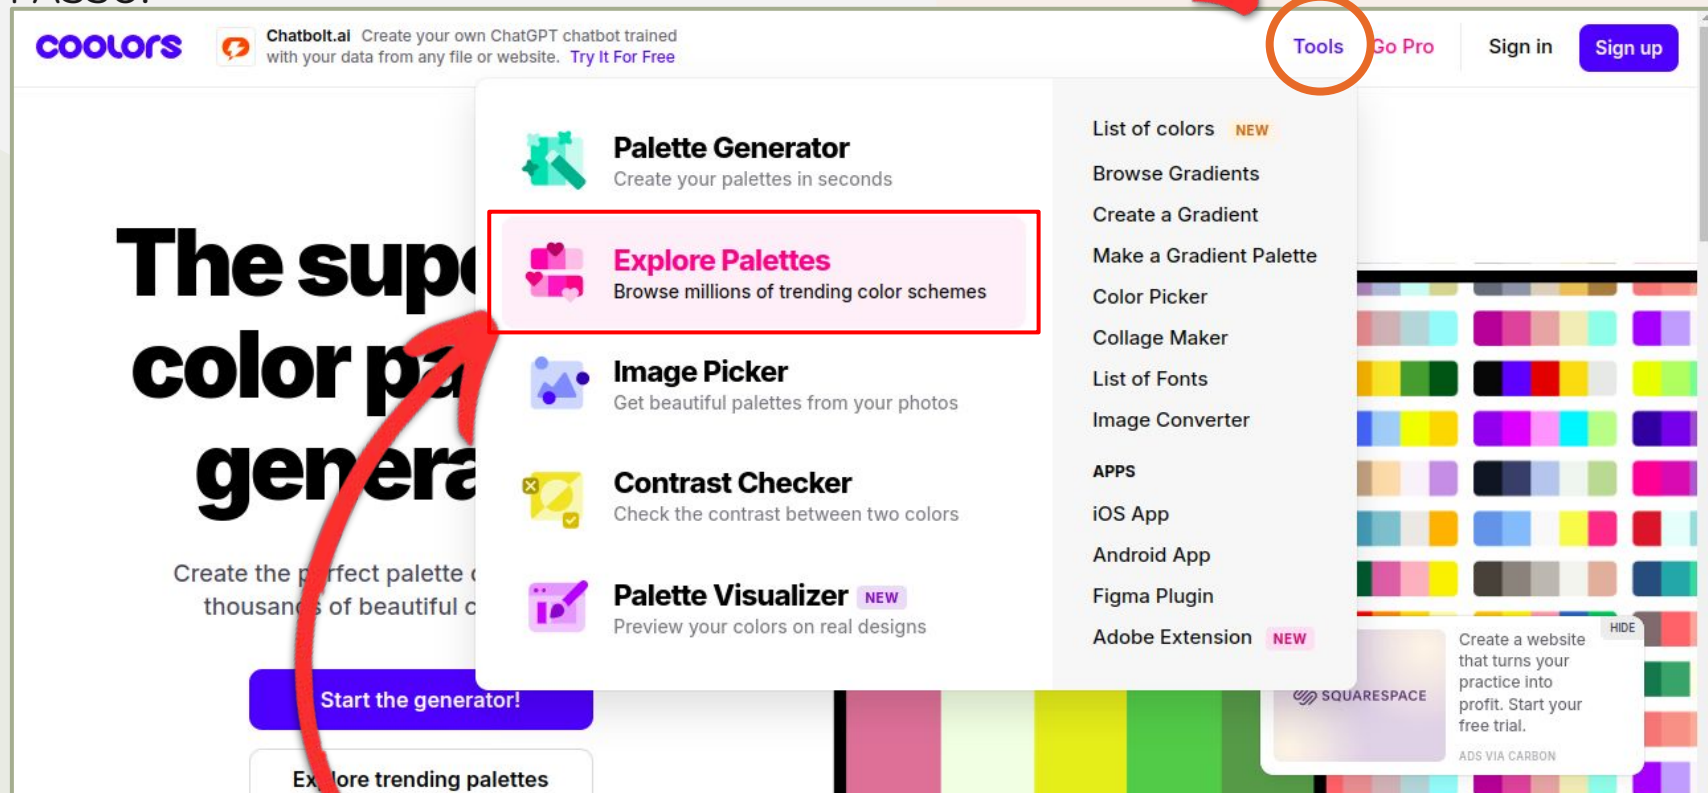 PASSO:
coolors
Chatbolt.ai Create your own ChatGPT chatbot trained
with your data from any file or website. Try It For Free
Tools
Go Pro
Sign in
Sign up
Palette Generator
Create your palettes in seconds
Explore Palettes
Browse millions of trending color schemes
Image Picker
Get beautiful palettes from your photos
Contrast Checker
Check the contrast between two colors
Palette Visualizer NEW
Preview your colors on real designs
List of colors NEW
Browse Gradients
Create a Gradient
Make a Gradient Palette
Color Picker
Collage Maker
List of Fonts
Image Converter
APPS
iOS App
Android App
Figma Plugin
Adobe Extension NEW
The supe
color pa
genera
Create the perfect palette
thousands of beautiful c
Start the generator!
Explore trending palettes
HIDE
SQUARESPACE
Create a website
that turns your
practice into
profit. Start your
free trial.
ADS VIA CARBON